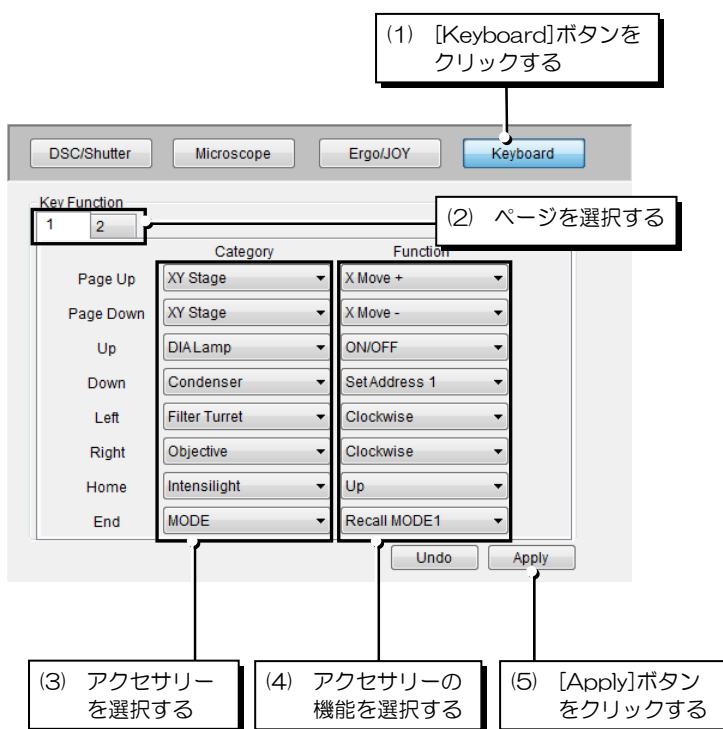 (1) [Keyboard]ボタンを
クリックする
DSC/Shutter Microscope Ergo/JOY Keyboard
Key Function
(2) ページを選択する
1 2
Category Function
Page Up XY Stage X Move +
Page Down XY Stage X Move -
Up DIA Lamp ON/OFF
Down Condenser Set Address 1
Left Filter Turret Clockwise
Right Objective Clockwise
Home Intensilight Up
End MODE Recall MODE1
Undo Apply
(3) アクセサリー
を選択する
(4) アクセサリーの
機能を選択する
(5) [Apply]ボタン
をクリックする